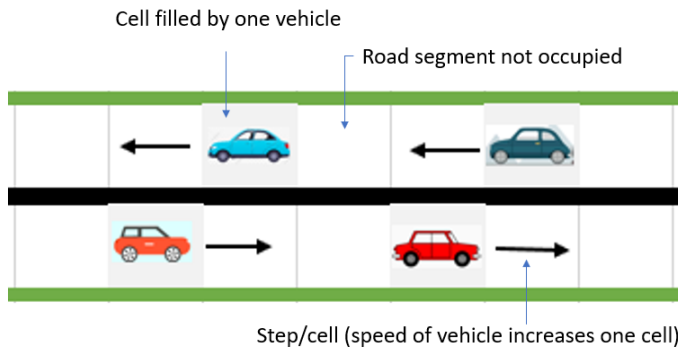 Cell filled by one vehicle
Road segment not occupied
Step/cell (speed of vehicle increases one cell)